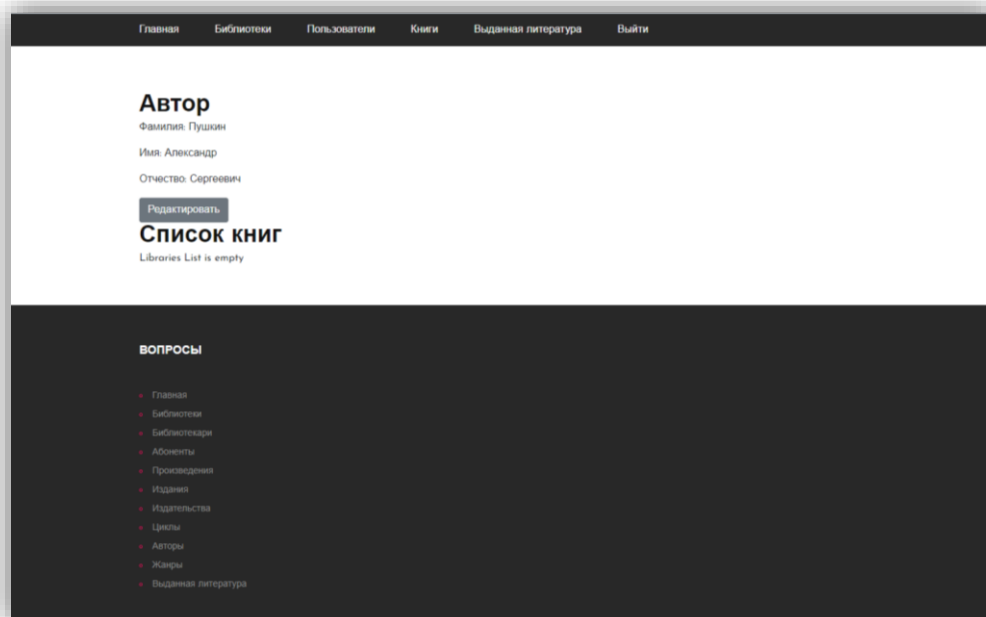 Главная Библиотеки Пользователи Книги Выданная литература Выйти
Автор
Фамилия: Пушкин
Имя: Александр
Отчество: Сергеевич
Редактировать
Список книг
Libraries List is empty
ВОПРОСЫ
Главная
Библиотеки
Библиотекари
Абоненты
Произведения
Издания
Издательства
Циклы
Авторы
Жанры
Выданная литература